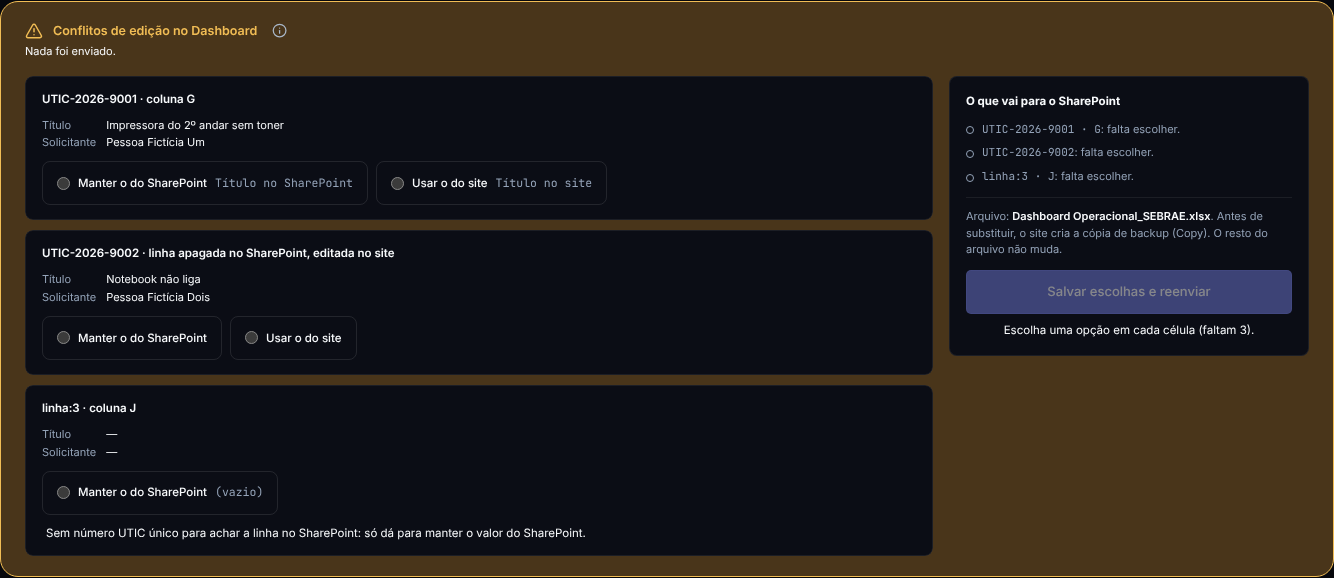 Conflitos de edição no Dashboard
Nada foi enviado.
UTIC-2026-9001 · coluna G
Título Impressora do 2º andar sem toner
Solicitante Pessoa Fictícia Um
Manter o do SharePoint Título no SharePoint
Usar o do site Título no site
UTIC-2026-9002 · linha apagada no SharePoint, editada no site
Título Notebook não liga
Solicitante Pessoa Fictícia Dois
Manter o do SharePoint
Usar o do site
linha:3 · coluna J
Título —
Solicitante —
Manter o do SharePoint (vazio)
Sem número UTIC único para achar a linha no SharePoint: só dá para manter o valor do SharePoint.
O que vai para o SharePoint
UTIC-2026-9001 · G: falta escolher.
UTIC-2026-9002: falta escolher.
linha:3 · J: falta escolher.
Arquivo: Dashboard Operacional_SEBRAE.xlsx. Antes de
substituir, o site cria a cópia de backup (Copy). O resto do
arquivo não muda.
Salvar escolhas e reenviar
Escolha uma opção em cada célula (faltam 3).